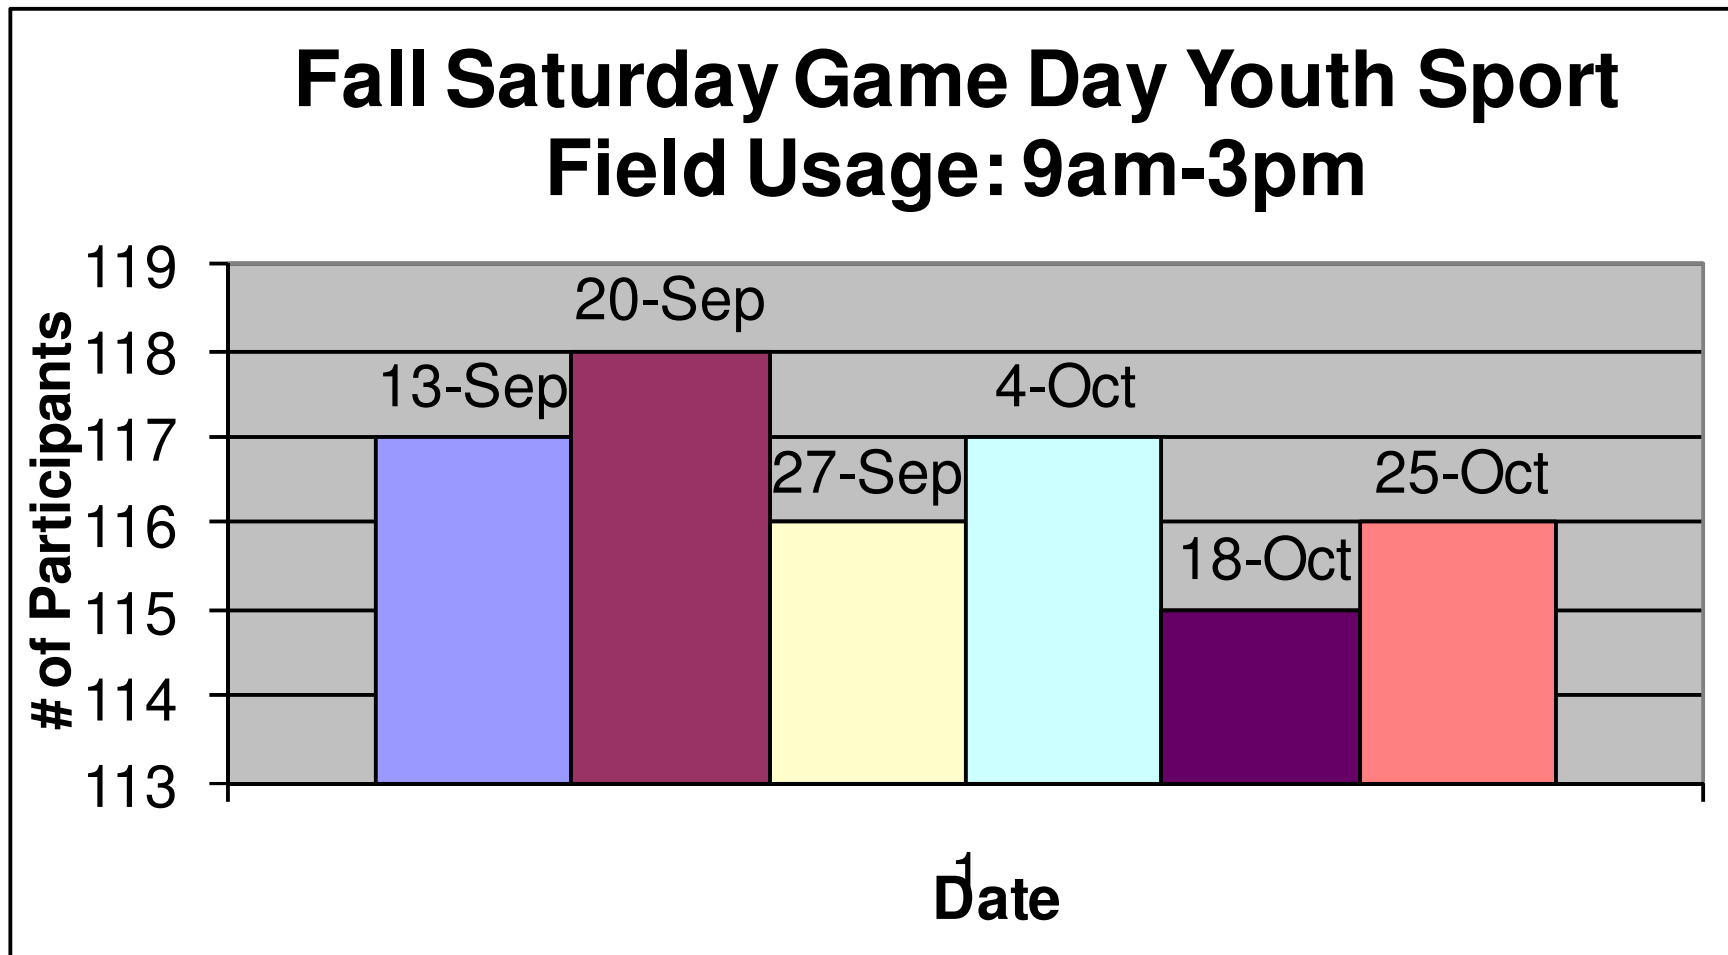 Fall Saturday Game Day Youth Sport
Field Usage: 9am-3pm
# of Participants
119
118
117
116
115
114
113
13-Sep
20-Sep
27-Sep
4-Oct
18-Oct
25-Oct
1
Date